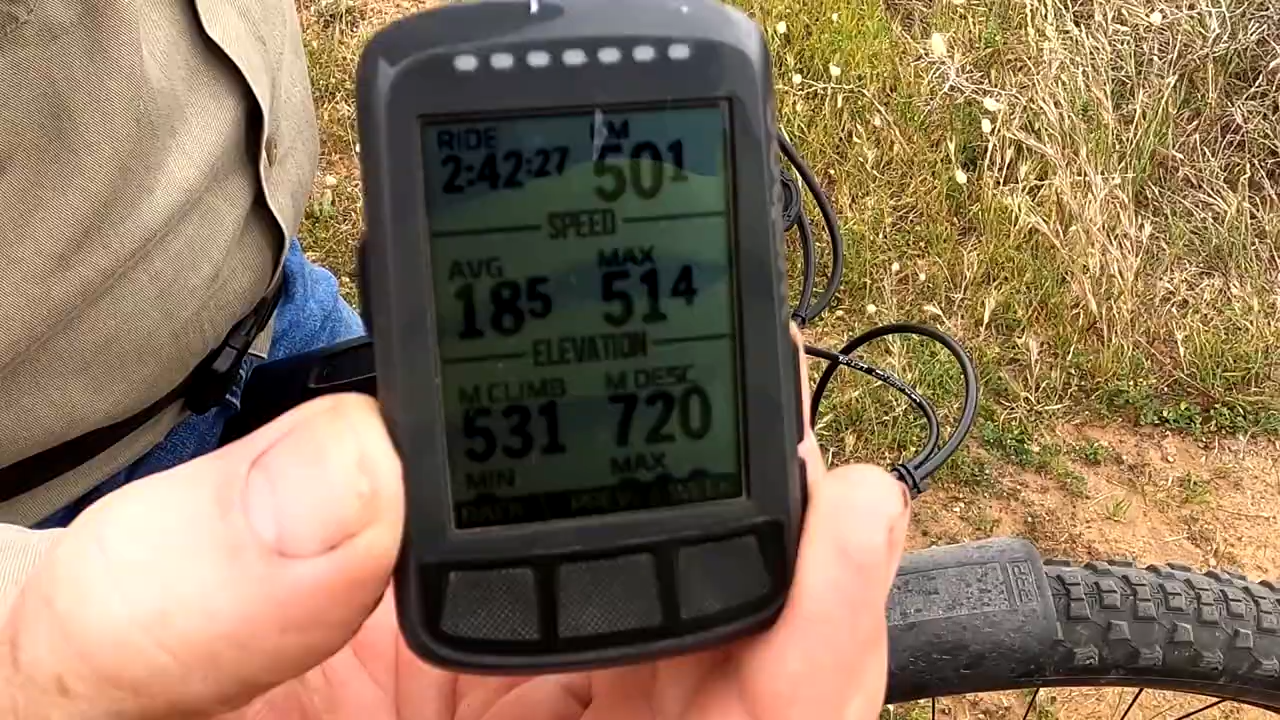 RIDE KM
2:42:27 501
SPEED
AVG MAX
185 514
ELEVATION
M CLIMB M DESC
531 720
MIN MAX